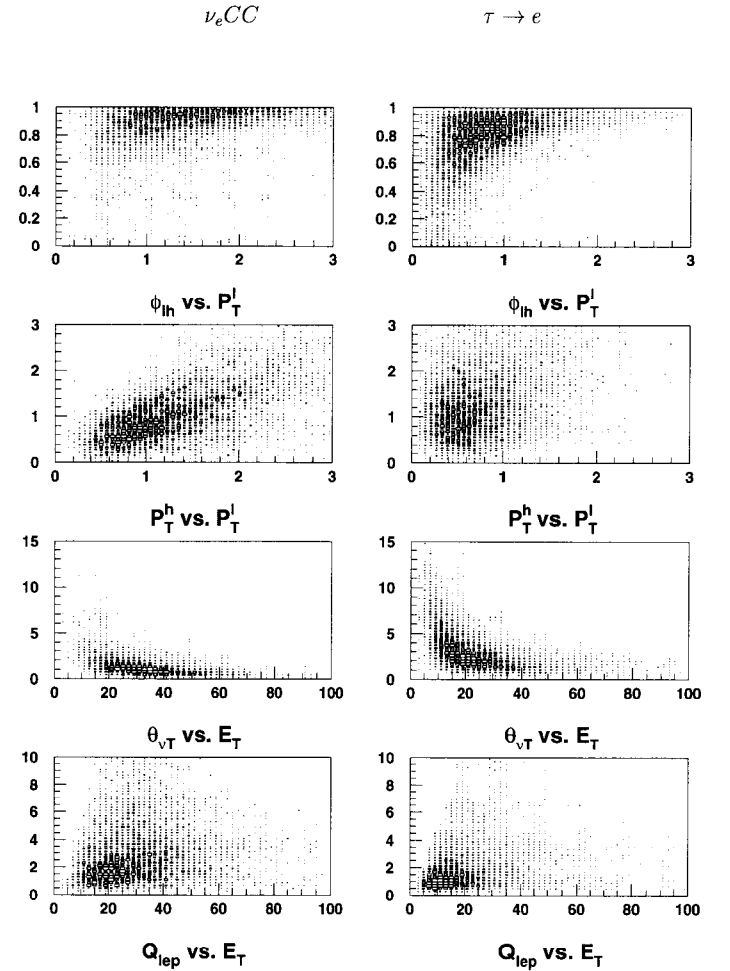 ν_e CC τ → e
1 1
0.8 0.8
0.6 0.6
0.4 0.4
0.2 0.2
0 0
0 1 2 3 0 1 2 3
ϕ_lh vs. P_T^l ϕ_lh vs. P_T^l
3 3
2 2
1 1
0 0
0 1 2 3 0 1 2 3
P_T^h vs. P_T^l P_T^h vs. P_T^l
15 15
10 10
5 5
0 0
0 20 40 60 80 100 0 20 40 60 80 100
θ_νT vs. E_T θ_νT vs. E_T
10 10
8 8
6 6
4 4
2 2
0 0
0 20 40 60 80 100 0 20 40 60 80 100
Q_lep vs. E_T Q_lep vs. E_T